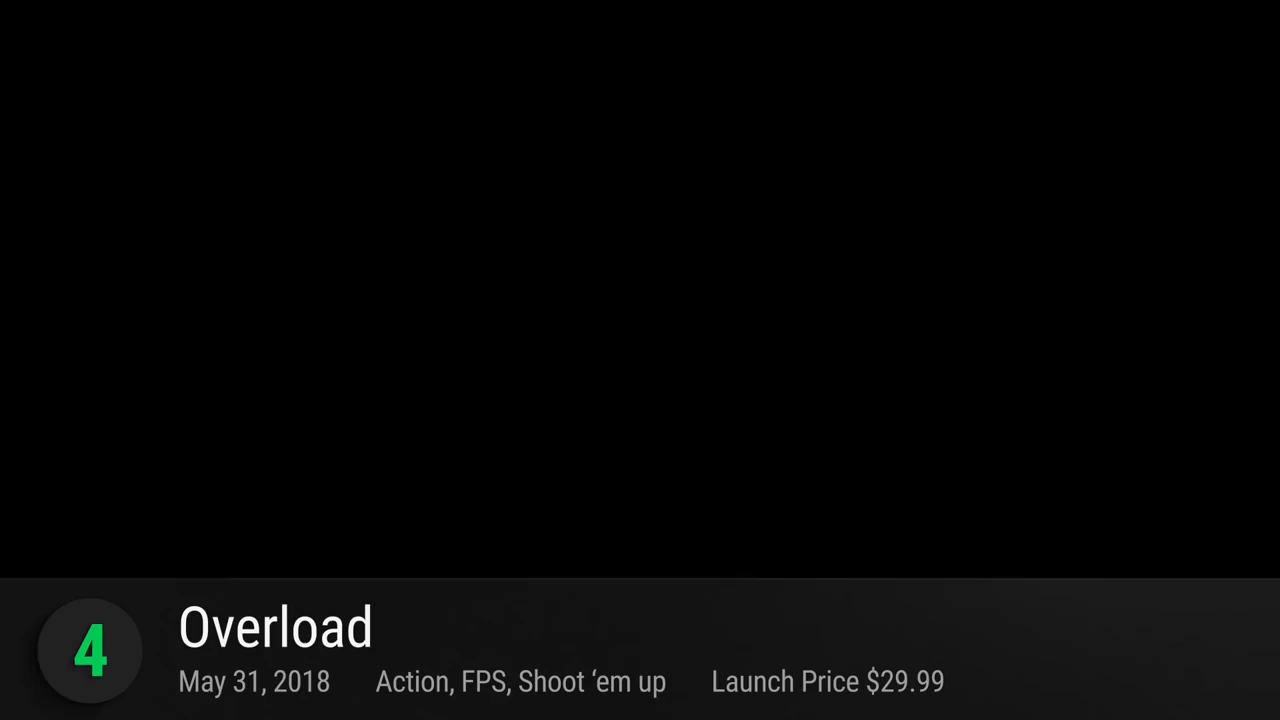 4
Overload
May 31, 2018 Action, FPS, Shoot ‘em up Launch Price $29.99